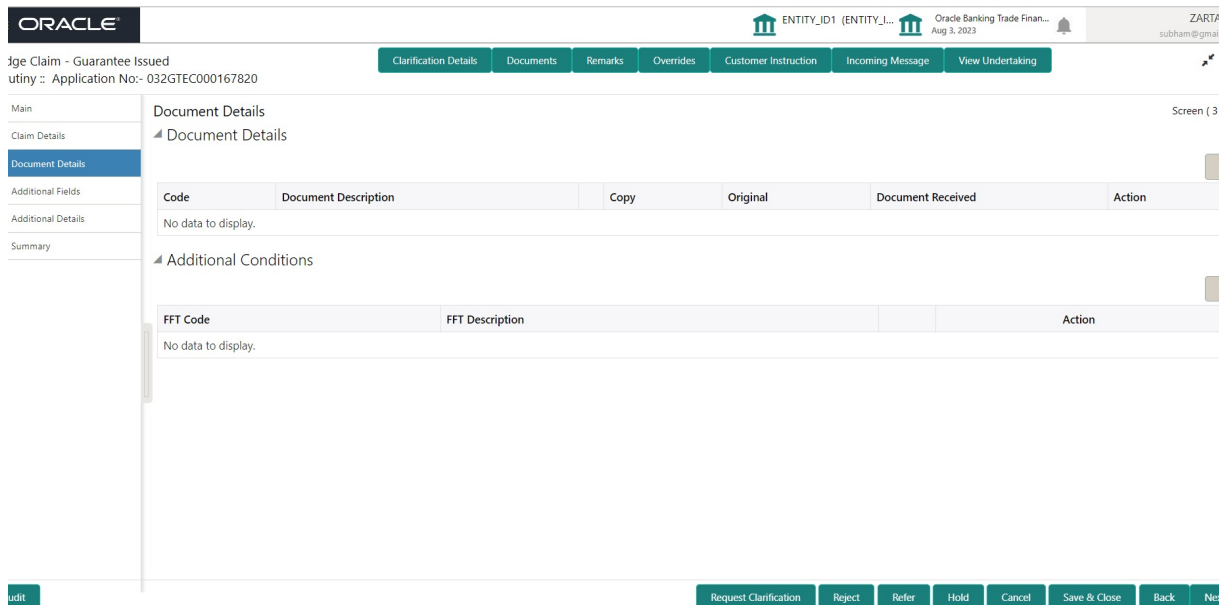 ORACLE
ENTITY_ID1 (ENTITY_I...
Oracle Banking Trade Finan...
Aug 3, 2023
ZARTA
subham@gmai
dge Claim - Guarantee Issued
utiny :: Application No:- 032GTEC000167820
Clarification Details
Documents
Remarks
Overrides
Customer Instruction
Incoming Message
View Undertaking
Main
Claim Details
Document Details
Additional Fields
Additional Details
Summary
Document Details
Screen ( 3
Document Details
Code Document Description Copy Original Document Received Action
No data to display.
Additional Conditions
FFT Code FFT Description Action
No data to display.
udit
Request Clarification
Reject
Refer
Hold
Cancel
Save & Close
Back
Nex